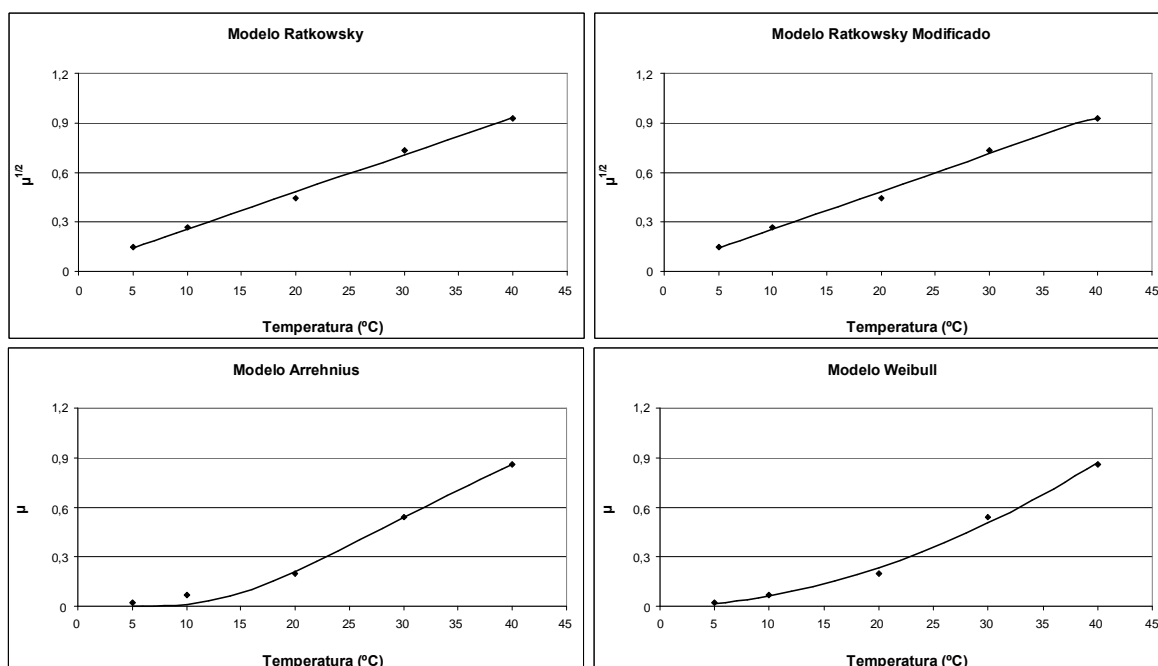 Modelo Ratkowsky
1,2
0,9
0,6
0,3
0
µ1/2
0 5 10 15 20 25 30 35 40 45
Temperatura (ºC)
Modelo Ratkowsky Modificado
1,2
0,9
0,6
0,3
0
µ1/2
0 5 10 15 20 25 30 35 40 45
Temperatura (ºC)
Modelo Arrehnius
1,2
0,9
0,6
0,3
0
µ
0 5 10 15 20 25 30 35 40 45
Temperatura (ºC)
Modelo Weibull
1,2
0,9
0,6
0,3
0
µ
0 5 10 15 20 25 30 35 40 45
Temperatura (ºC)